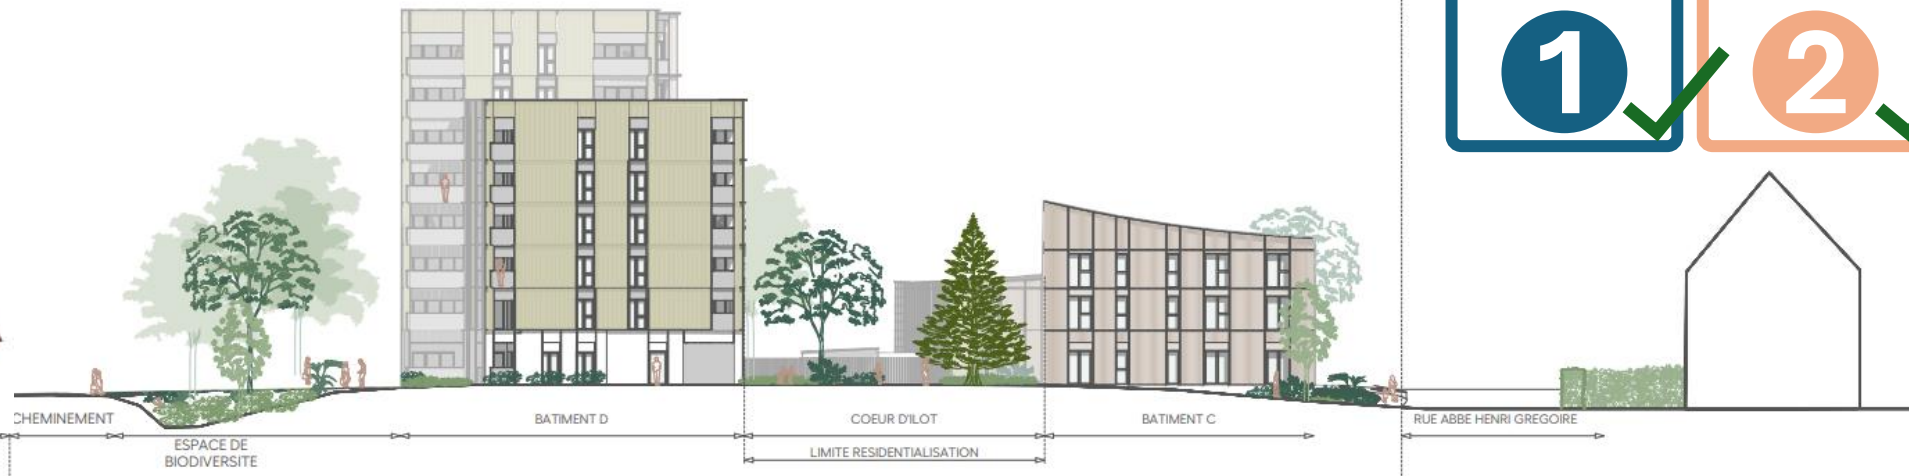 1
2
CHEMINEMENT
ESPACE DE
BIODIVERSITE
BATIMENT D
COEUR D'ILOT
LIMITE RESIDENTIALISATION
BATIMENT C
RUE ABBE HENRI GREGOIRE